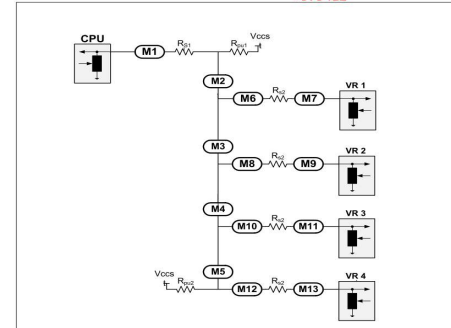 CPU
M1
RS1
Rpu1
Vccs
M2
M6
Rs2
M7
VR 1
M3
M8
Rs2
M9
VR 2
M4
M10
Rs2
M11
VR 3
M5
Vccs
Rpu2
M12
Rs2
M13
VR 4